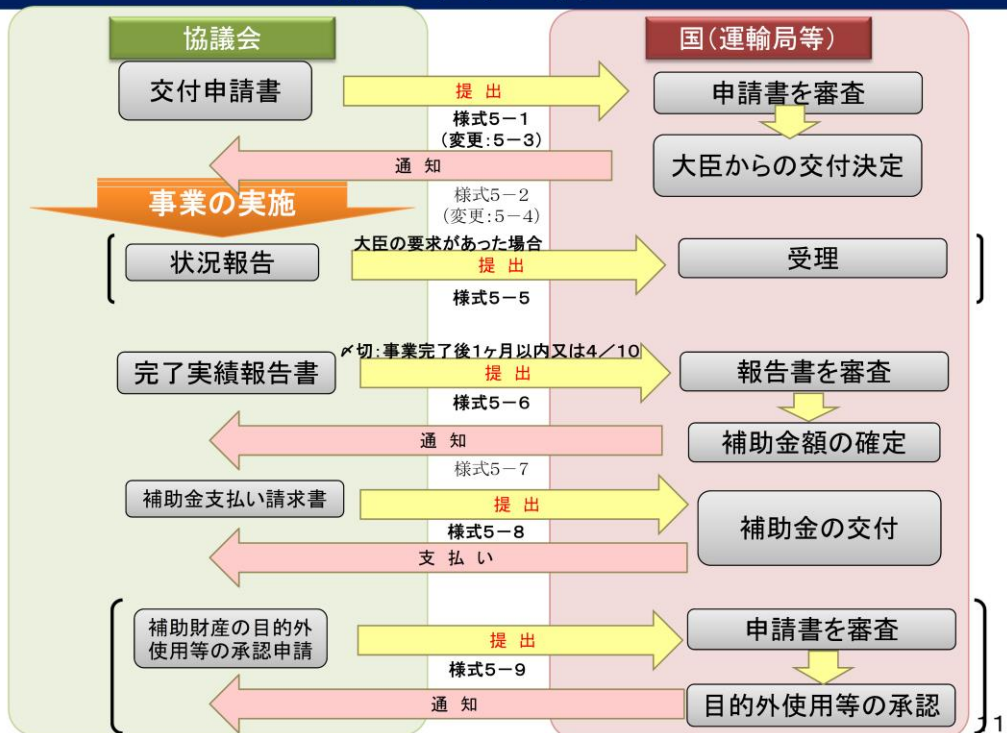 協議会
国(運輸局等)
交付申請書
提 出
様式5-1
(変更:5-3)
申請書を審査
大臣からの交付決定
通 知
様式5-2
(変更:5-4)
事業の実施
状況報告
大臣の要求があった場合
提 出
様式5-5
受理
完了実績報告書
〆切:事業完了後1ヶ月以内又は4/10
提 出
様式5-6
報告書を審査
補助金額の確定
通 知
様式5-7
補助金支払い請求書
提 出
様式5-8
補助金の交付
支 払 い
補助財産の目的外
使用等の承認申請
提 出
様式5-9
申請書を審査
目的外使用等の承認
通 知
11